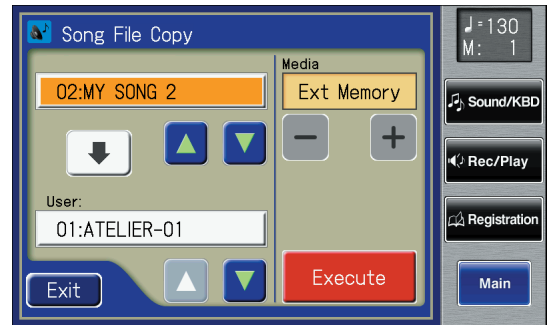 Song File Copy
02:MY SONG 2
User:
01:ATELIER-01
Exit
Media
Ext Memory
Execute
♩=130
M: 1
Sound/KBD
Rec/Play
Registration
Main